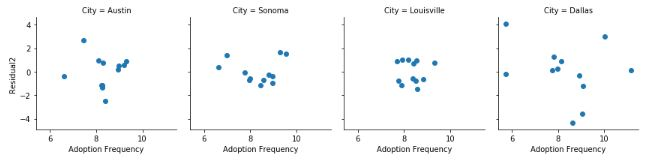 City = Austin
City = Sonoma
City = Louisville
City = Dallas
Residual2
4
2
0
−2
−4
6 8 10
6 8 10
6 8 10
6 8 10
Adoption Frequency
Adoption Frequency
Adoption Frequency
Adoption Frequency